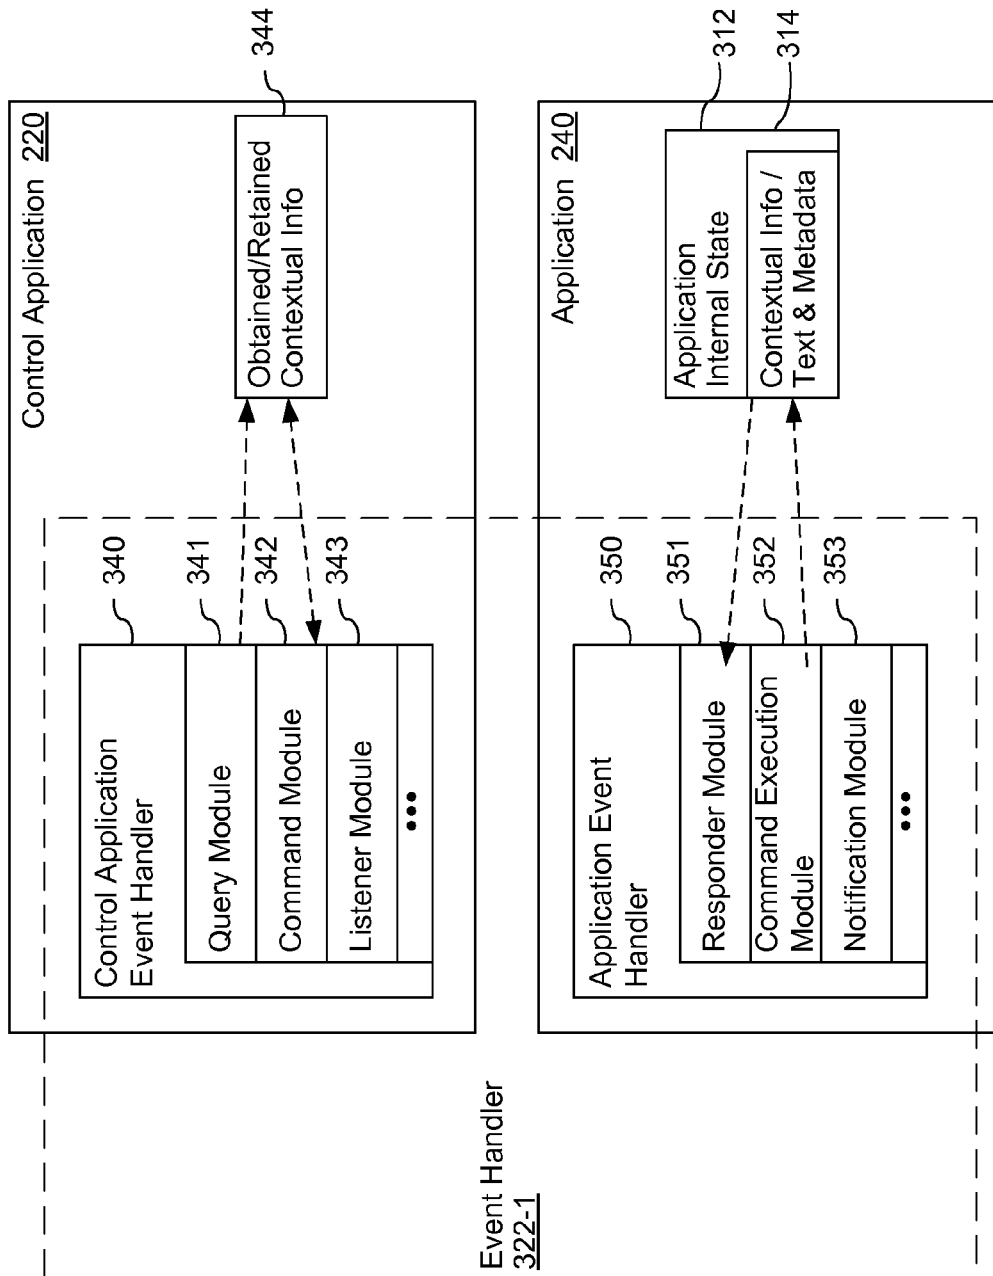 Control Application 220
344
Obtained/Retained
Contextual Info
340
341
342
343
Control Application
Event Handler
Query Module
Command Module
Listener Module
•••
Application 240
312
314
Application
Internal State
Contextual Info /
Text & Metadata
350
351
352
353
Application Event
Handler
Responder Module
Command Execution
Module
Notification Module
•••
Event Handler
322-1